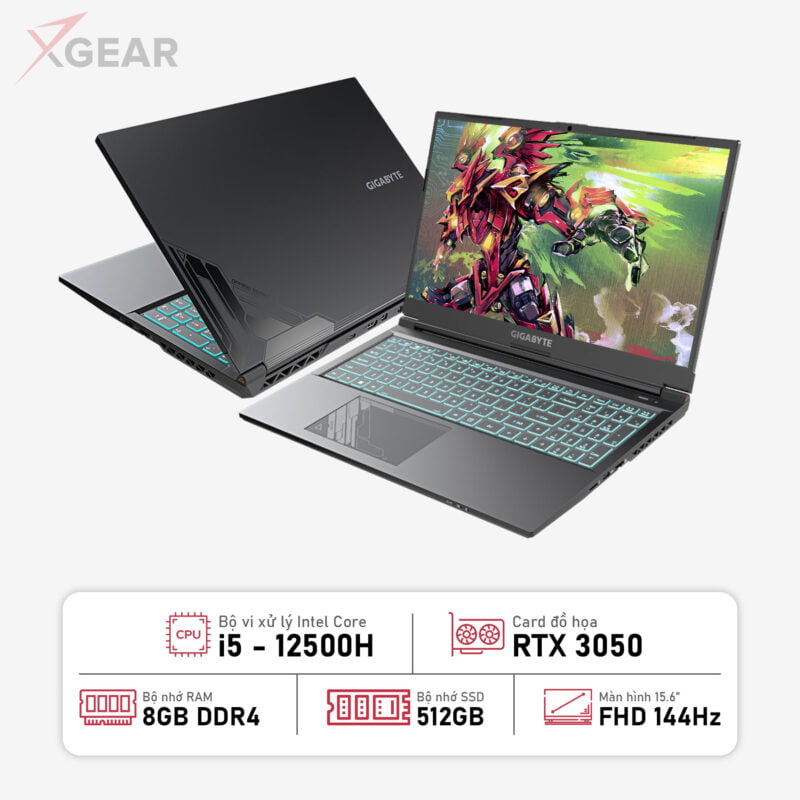 XGEAR
GIGABYTE
GIGABYTE
CPU
Bộ vi xử lý Intel Core
i5 - 12500H
Card đồ họa
RTX 3050
Bộ nhớ RAM
8GB DDR4
Bộ nhớ SSD
512GB
Màn hình 15.6"
FHD 144Hz